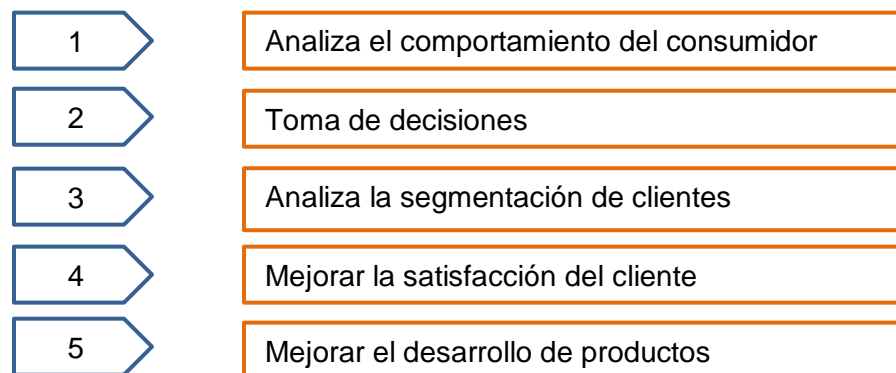 1 Analiza el comportamiento del consumidor
2 Toma de decisiones
3 Analiza la segmentación de clientes
4 Mejorar la satisfacción del cliente
5 Mejorar el desarrollo de productos